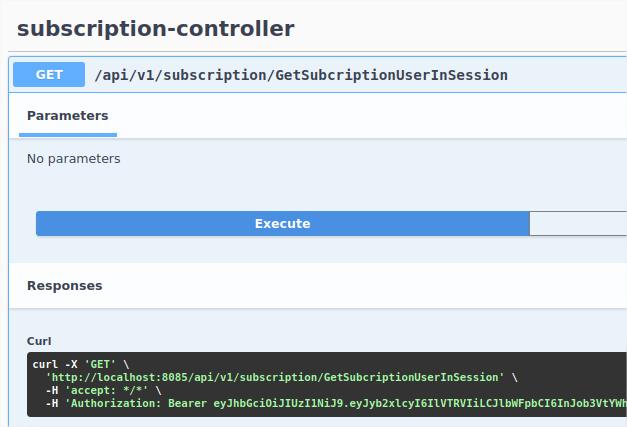 subscription-controller
GET /api/v1/subscription/GetSubcriptionUserInSession
Parameters
No parameters
Execute
Responses
Curl
curl -X 'GET' \
'http://localhost:8085/api/v1/subscription/GetSubcriptionUserInSession' \
-H 'accept: */*' \
-H 'Authorization: Bearer eyJhbGciOiJIUzI1NiJ9.eyJyb2xlcyI6IlVTRVIiLCJlbWFpbCI6InJob3VtYWh